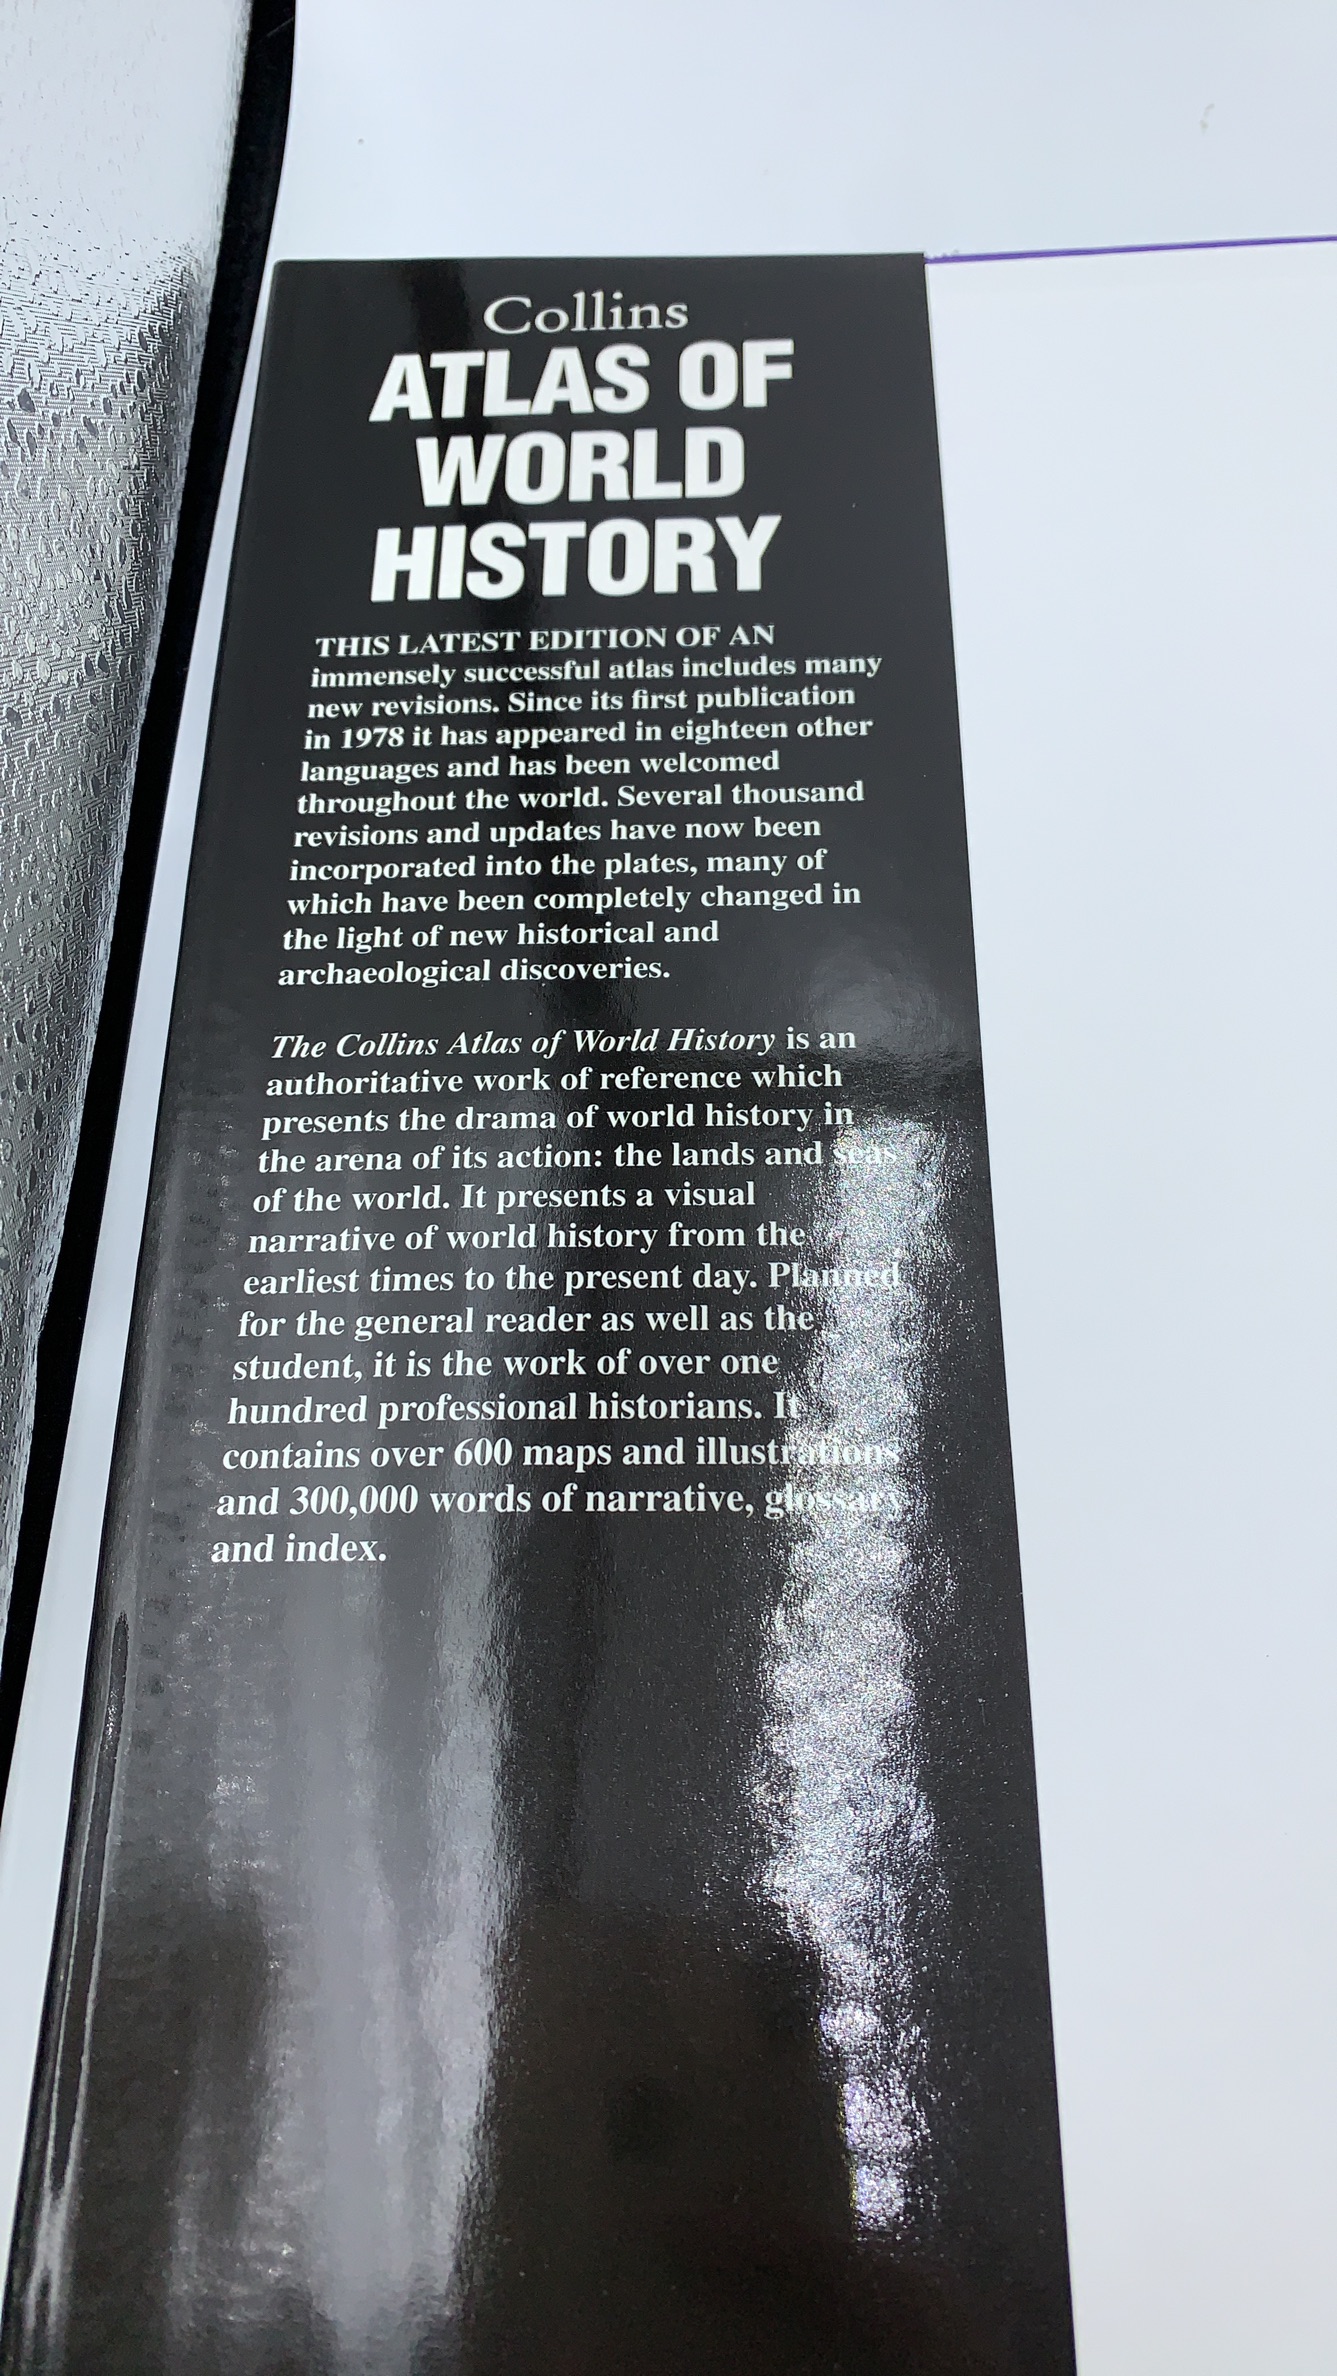 Collins
ATLAS OF
WORLD
HISTORY
THIS LATEST EDITION OF AN
immensely successful atlas includes many
new revisions. Since its first publication
in 1978 it has appeared in eighteen other
languages and has been welcomed
throughout the world. Several thousand
revisions and updates have now been
incorporated into the plates, many of
which have been completely changed in
the light of new historical and
archaeological discoveries.
The Collins Atlas of World History is an
authoritative work of reference which
presents the drama of world history in
the arena of its action: the lands and seas
of the world. It presents a visual
narrative of world history from the
earliest times to the present day. Planned
for the general reader as well as the
student, it is the work of over one
hundred professional historians. It
contains over 600 maps and illustrations
and 300,000 words of narrative, glossary
and index.